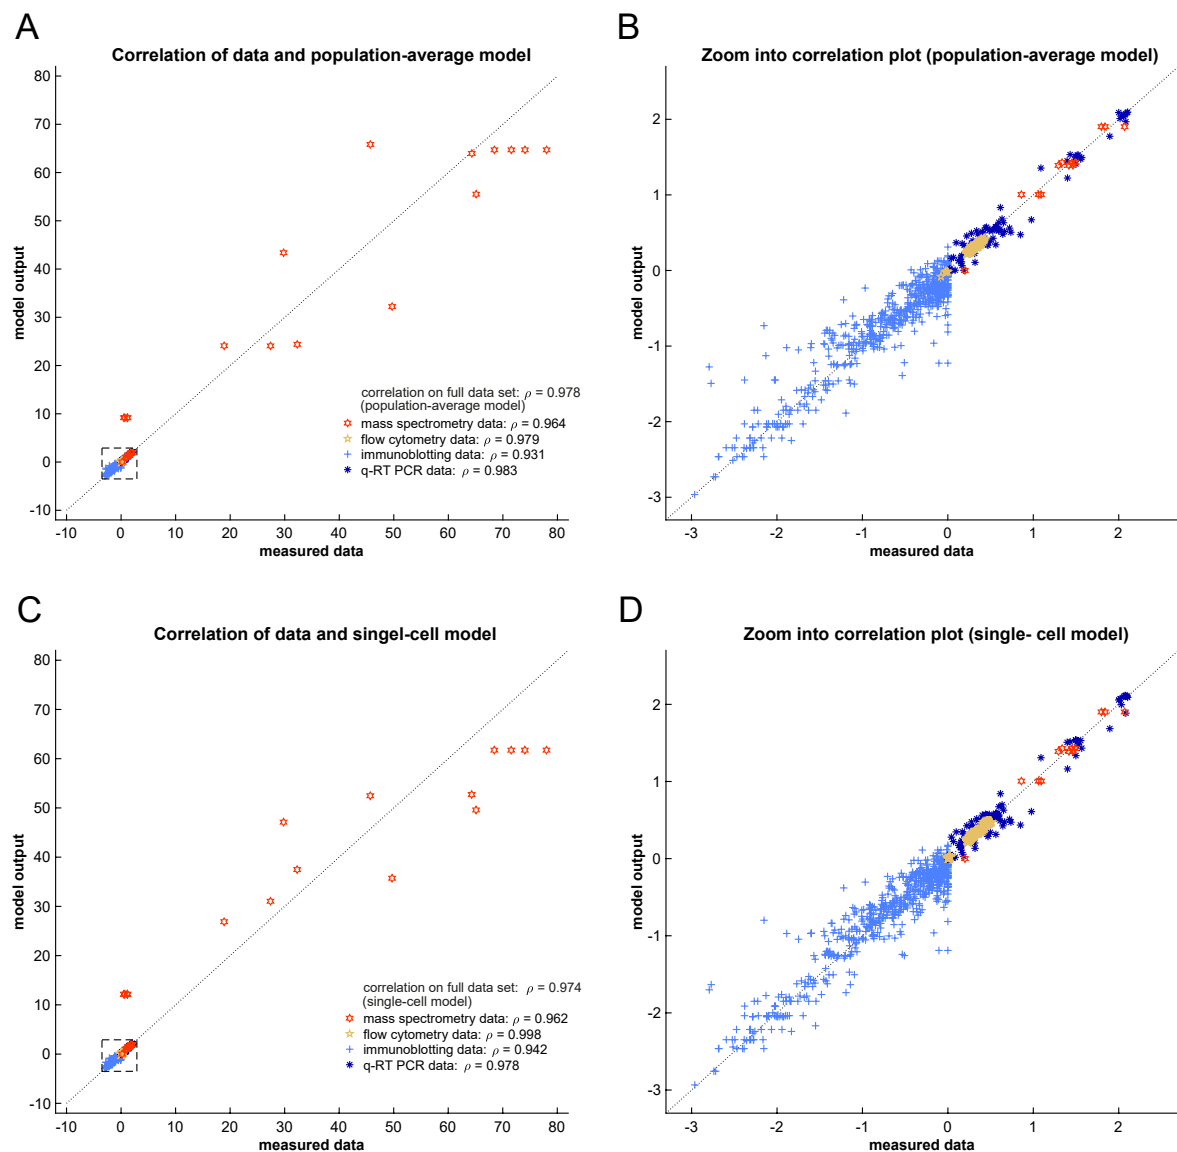 A
Correlation of data and population-average model
80
70
60
50
40
30
20
10
0
-10
model output
-10 0 10 20 30 40 50 60 70 80
measured data
correlation on full data set: ρ = 0.978
(population-average model)
mass spectrometry data: ρ = 0.964
flow cytometry data: ρ = 0.979
immunoblotting data: ρ = 0.931
q-RT PCR data: ρ = 0.983
B
Zoom into correlation plot (population-average model)
2
1
0
-1
-2
-3
model output
-3 -2 -1 0 1 2
measured data
C
Correlation of data and singel-cell model
80
70
60
50
40
30
20
10
0
-10
model output
-10 0 10 20 30 40 50 60 70 80
measured data
correlation on full data set: ρ = 0.974
(single-cell model)
mass spectrometry data: ρ = 0.962
flow cytometry data: ρ = 0.998
immunoblotting data: ρ = 0.942
q-RT PCR data: ρ = 0.978
D
Zoom into correlation plot (single- cell model)
2
1
0
-1
-2
-3
model output
-3 -2 -1 0 1 2
measured data